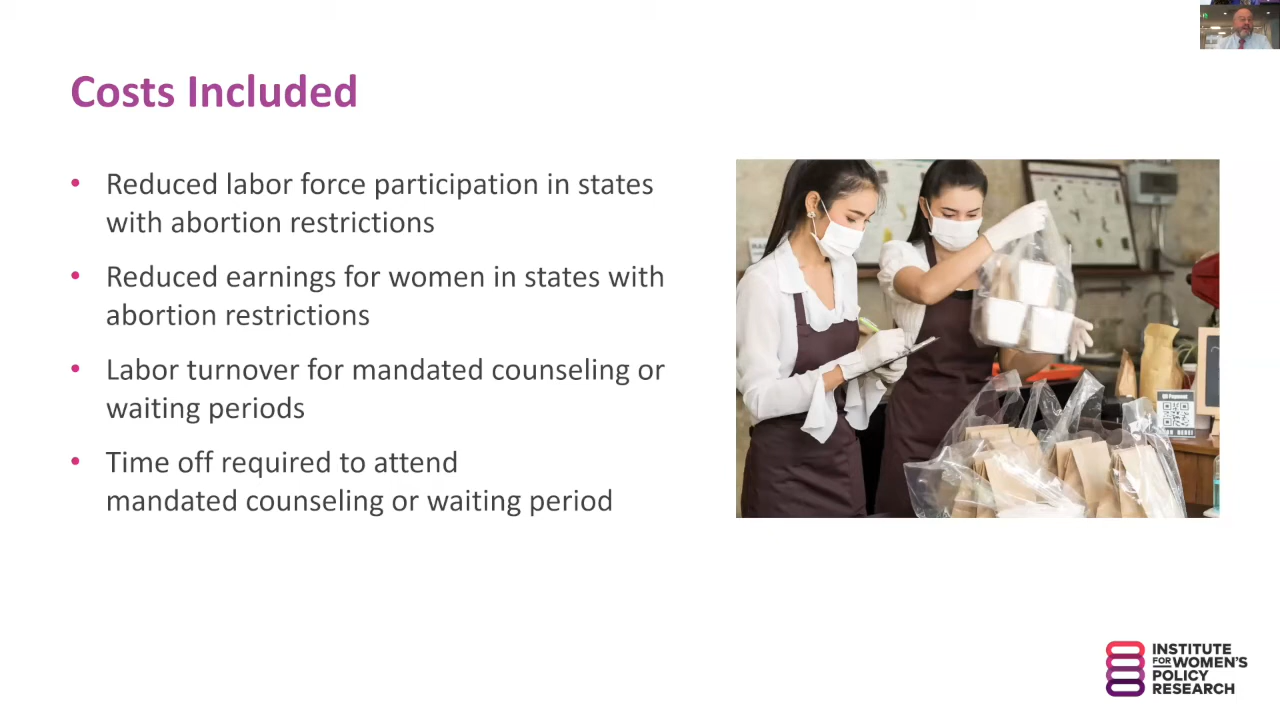 Costs Included
• Reduced labor force participation in states
with abortion restrictions
• Reduced earnings for women in states with
abortion restrictions
• Labor turnover for mandated counseling or
waiting periods
• Time off required to attend
mandated counseling or waiting period
INSTITUTE
FOR WOMEN'S
POLICY
RESEARCH